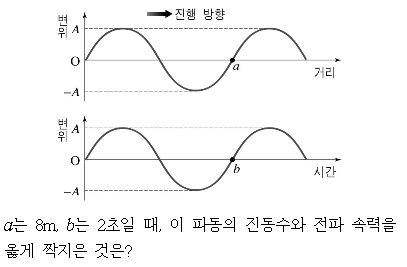 변위
진행 방향
A
O
a
거리
-A
변위
A
O
b
시간
-A
a는 8m, b는 2초일 때, 이 파동의 진동수와 전파 속력을
옳게 짝지은 것은?